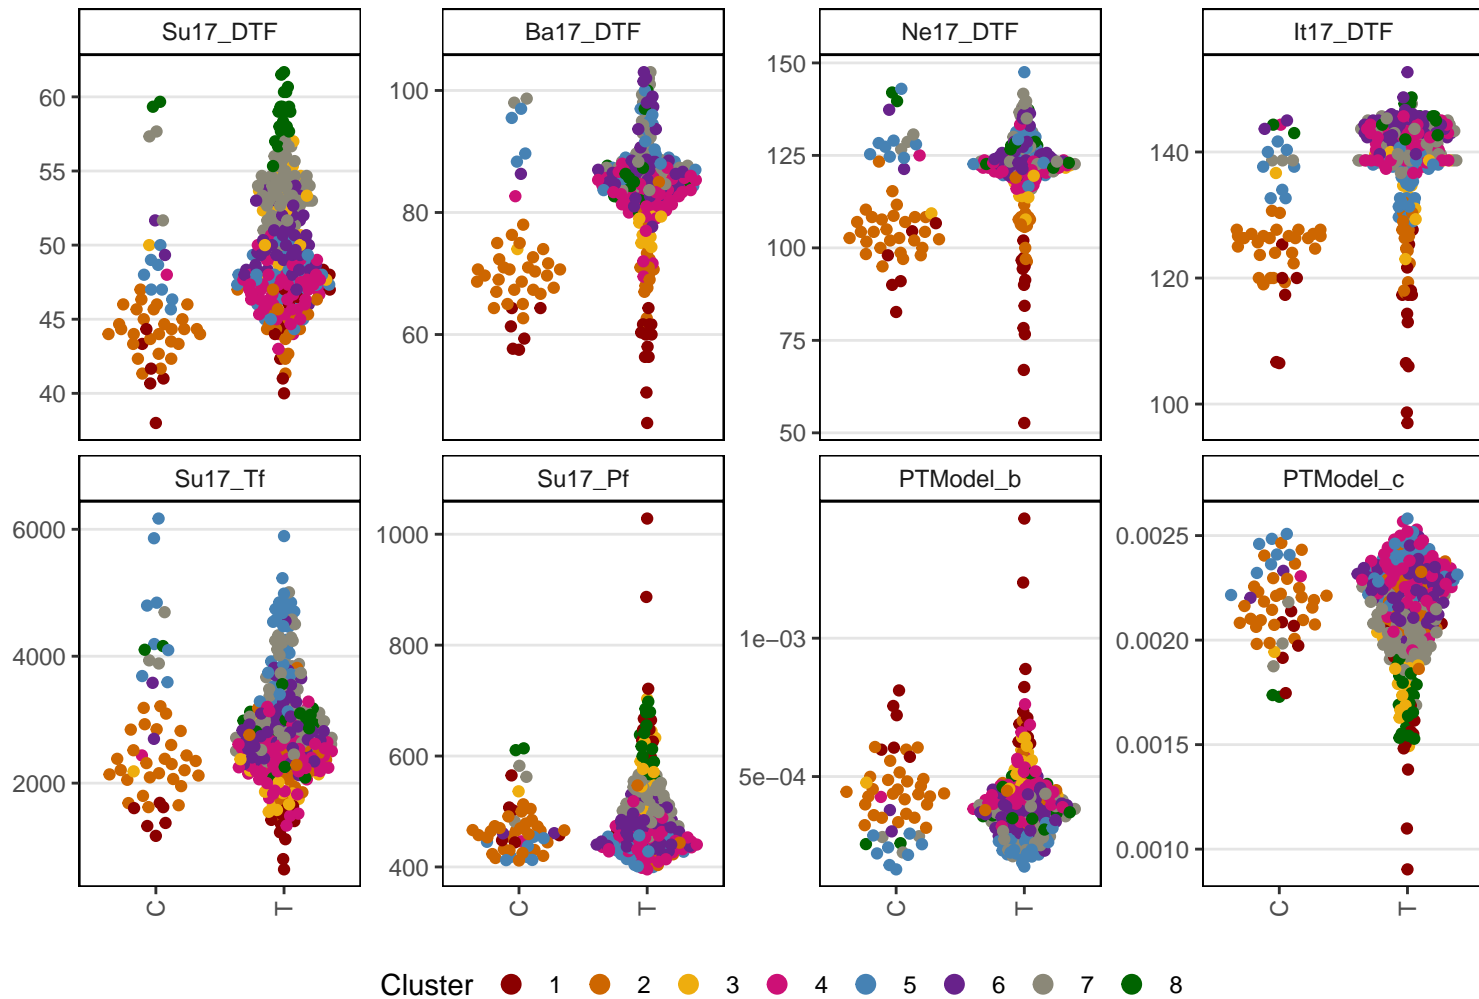 Su17_DTF Ba17_DTF Ne17_DTF It17_DTF
60 55 50 45 40
100 80 60
150 125 100 75 50
140 120 100
Su17_Tf Su17_Pf PTModel_b PTModel_c
6000 4000 2000
1000 800 600 400
1e−03 5e−04
0.0025 0.0020 0.0015 0.0010
C T C T C T C T
Cluster 1 2 3 4 5 6 7 8